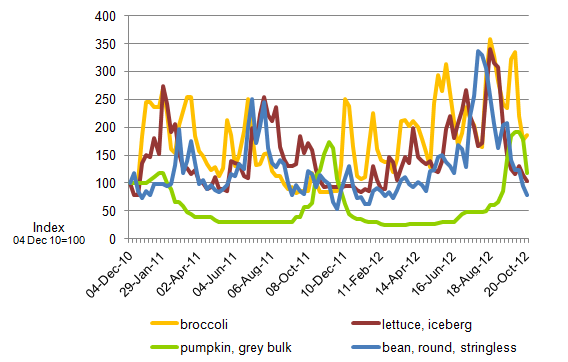 400
350
300
250
200
150
100
50
0
Index
04 Dec 10=100
04-Dec-10
29-Jan-11
02-Apr-11
04-Jun-11
06-Aug-11
08-Oct-11
10-Dec-11
11-Feb-12
14-Apr-12
16-Jun-12
18-Aug-12
20-Oct-12
broccoli
lettuce, iceberg
pumpkin, grey bulk
bean, round, stringless